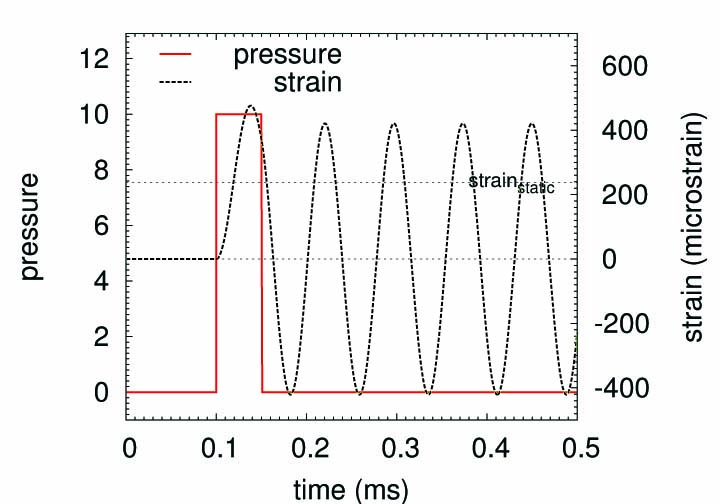 pressure
strain
12
10
8
6
4
2
0
600
400
200
0
-200
-400
strain_static
pressure
strain (microstrain)
0 0.1 0.2 0.3 0.4 0.5
time (ms)